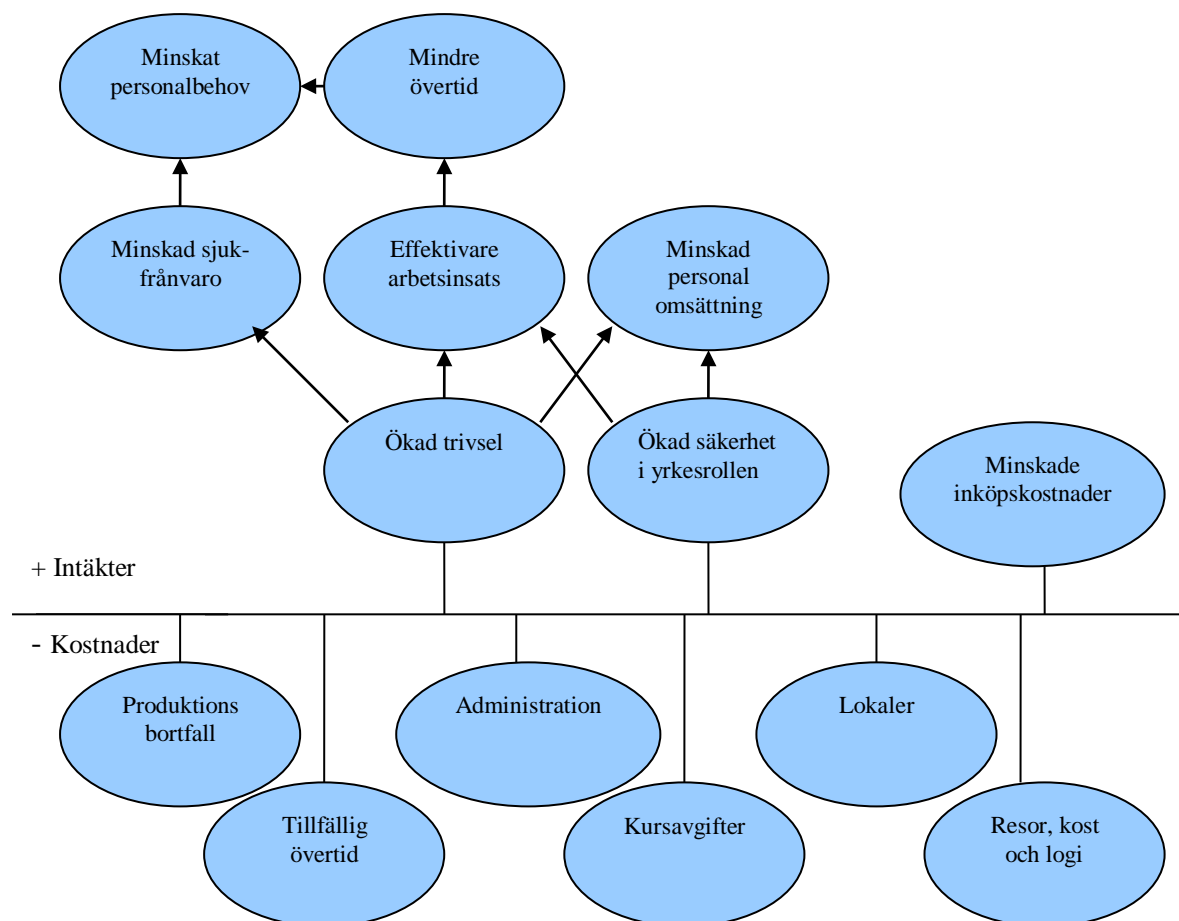 Minskat
personalbehov
Mindre
övertid
Minskad sjuk-
frånvaro
Effektivare
arbetsinsats
Minskad
personal
omsättning
Ökad trivsel
Ökad säkerhet
i yrkesrollen
Minskade
inköpskostnader
+ Intäkter
- Kostnader
Produktions
bortfall
Administration
Lokaler
Tillfällig
övertid
Kursavgifter
Resor, kost
och logi